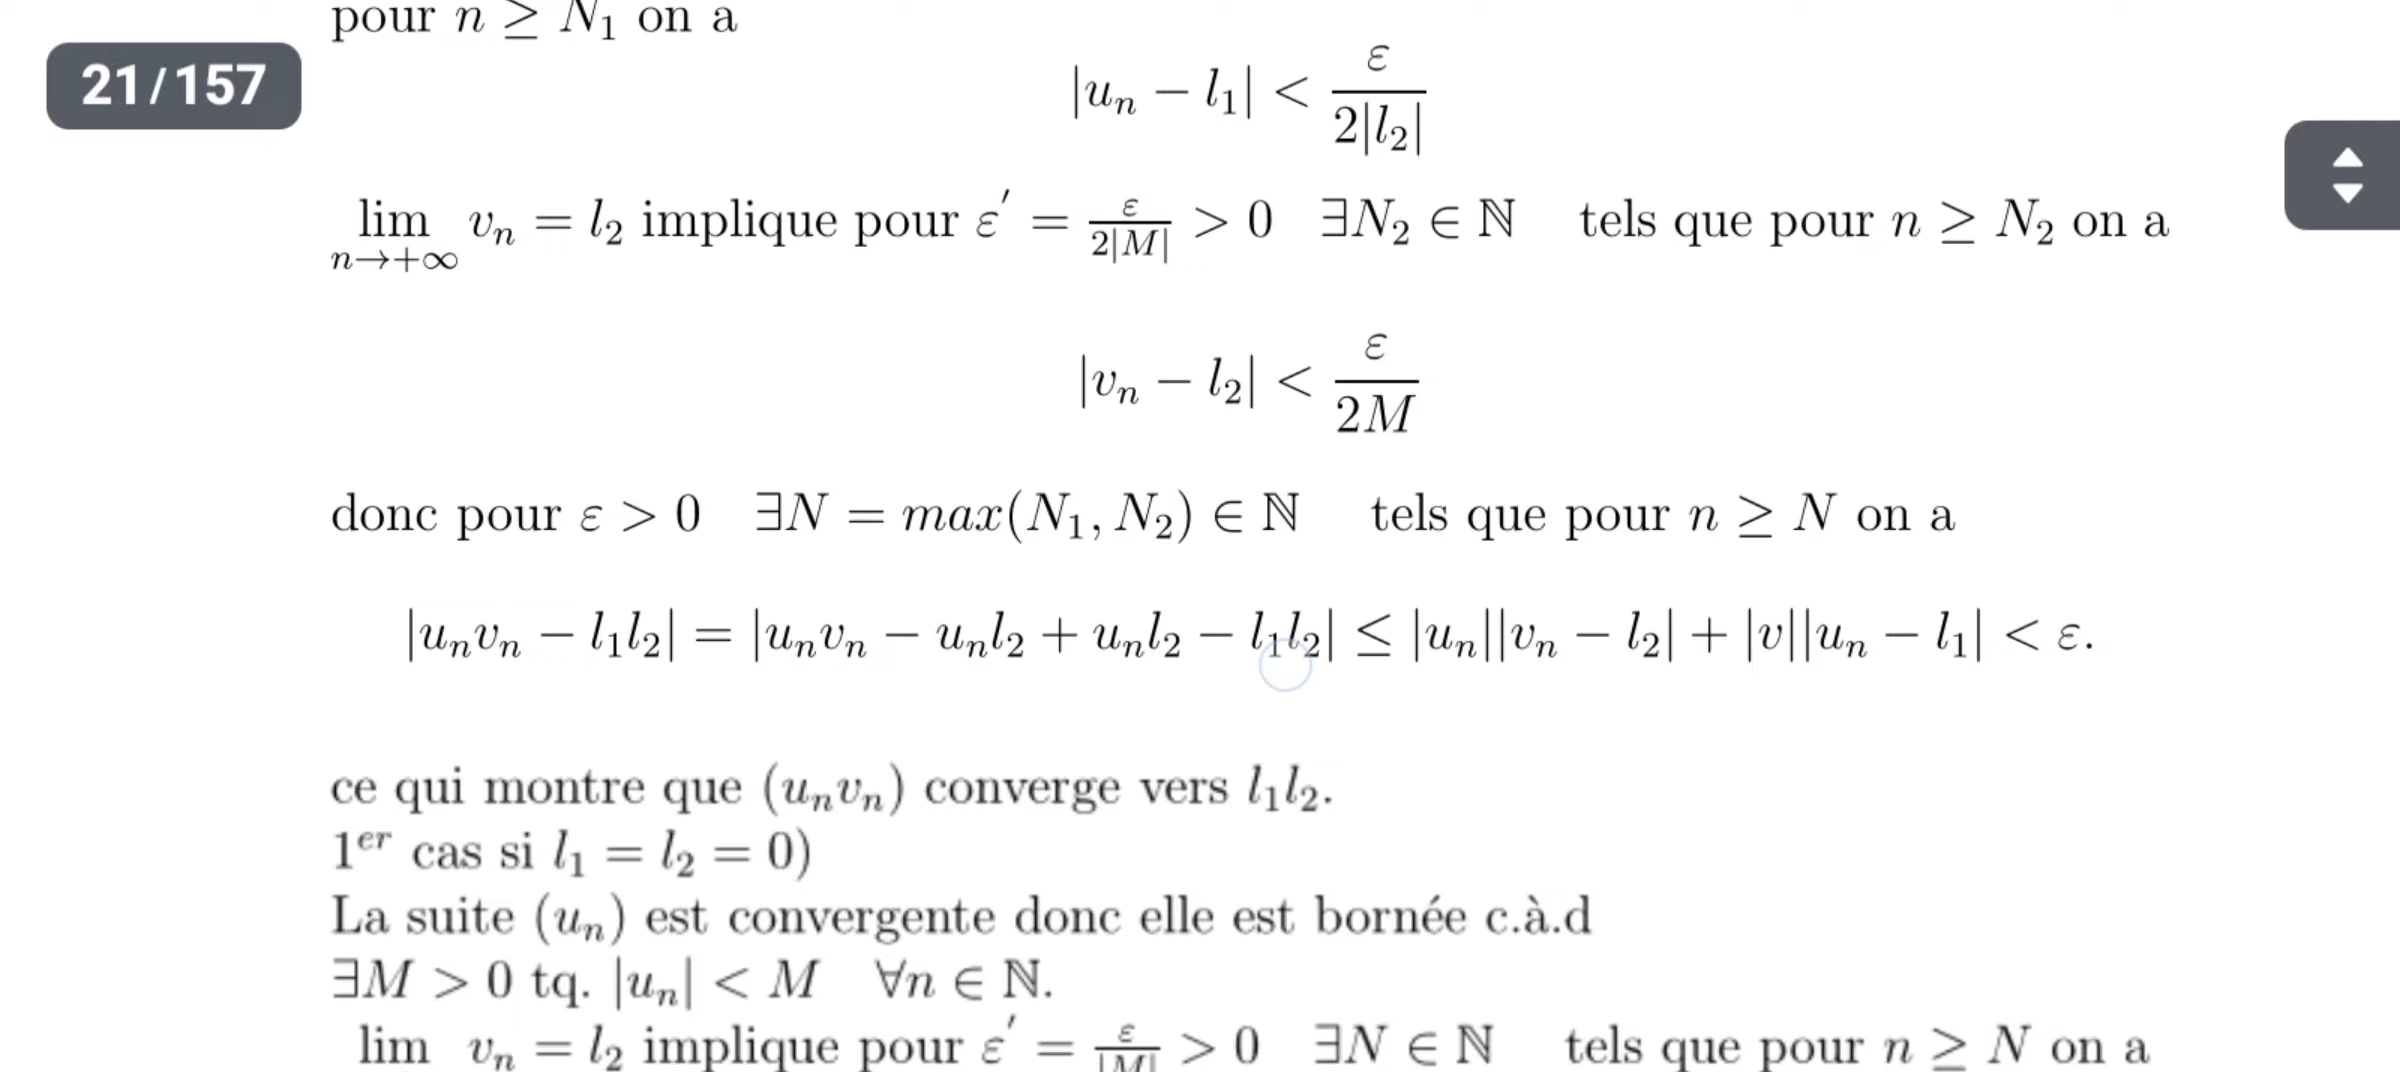 pour n ≥ N₁ on a
21/157
|uₙ − l₁| < ε / 2|l₂|
lim vₙ = l₂ implique pour ε′ = ε / 2|M| > 0 ∃N₂ ∈ ℕ tels que pour n ≥ N₂ on a
n→+∞
|vₙ − l₂| < ε / 2M
donc pour ε > 0 ∃N = max(N₁, N₂) ∈ ℕ tels que pour n ≥ N on a
|uₙvₙ − l₁l₂| = |uₙvₙ − uₙl₂ + uₙl₂ − l₁l₂| ≤ |uₙ||vₙ − l₂| + |v||uₙ − l₁| < ε.
ce qui montre que (uₙvₙ) converge vers l₁l₂.
1ᵉʳ cas si l₁ = l₂ = 0)
La suite (uₙ) est convergente donc elle est bornée c.à.d
∃M > 0 tq. |uₙ| < M ∀n ∈ ℕ.
lim vₙ = l₂ implique pour ε′ = ε / |M| > 0 ∃N ∈ ℕ tels que pour n ≥ N on a